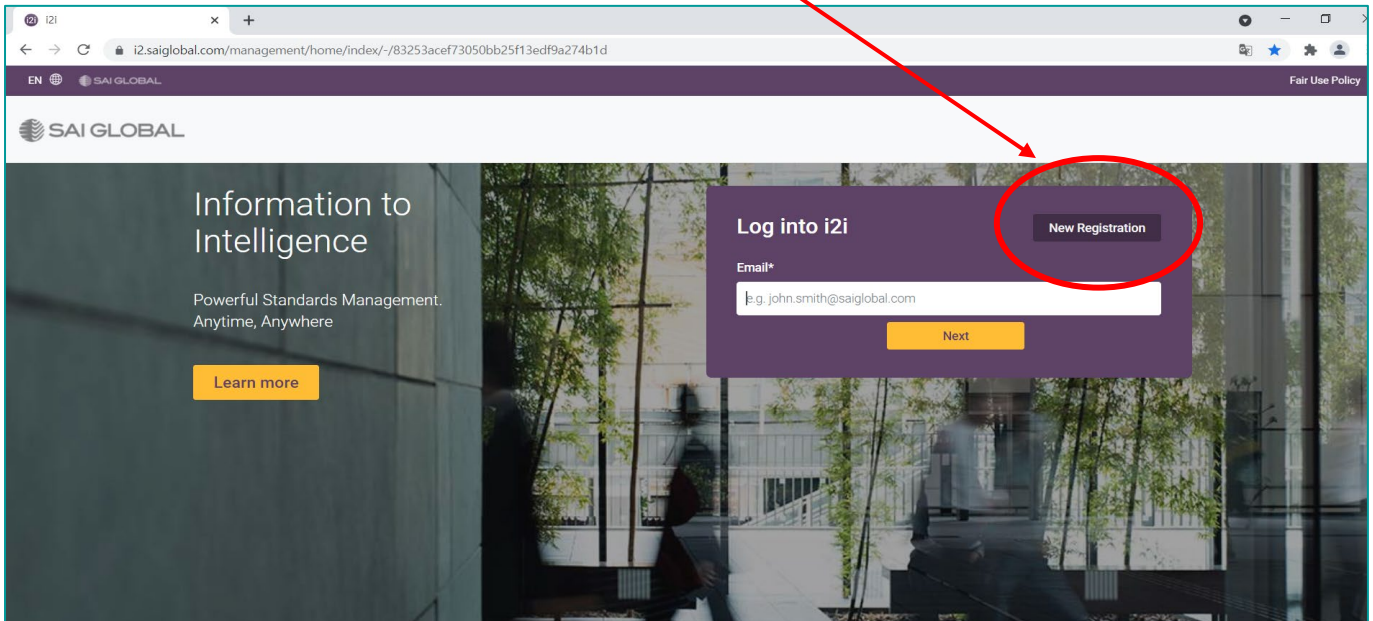 i2i
i2.saiglobal.com/management/home/index/-/83253acef73050bb25f13edf9a274b1d
EN SAI GLOBAL
Fair Use Policy
SAI GLOBAL
Information to
Intelligence
Powerful Standards Management.
Anytime, Anywhere
Learn more
Log into i2i
New Registration
Email*
e.g. john.smith@saiglobal.com
Next